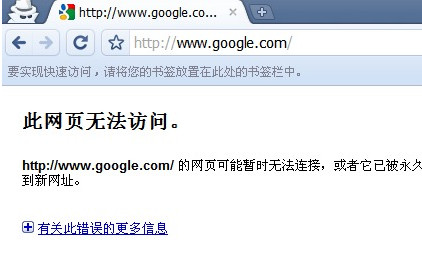 http://www.google.co...
http://www.google.com/
要实现快速访问，请将您的书签放置在此处的书签栏中。
此网页无法访问。
http://www.google.com/ 的网页可能暂时无法连接，或者它已被永久
到新网址。
有关此错误的更多信息